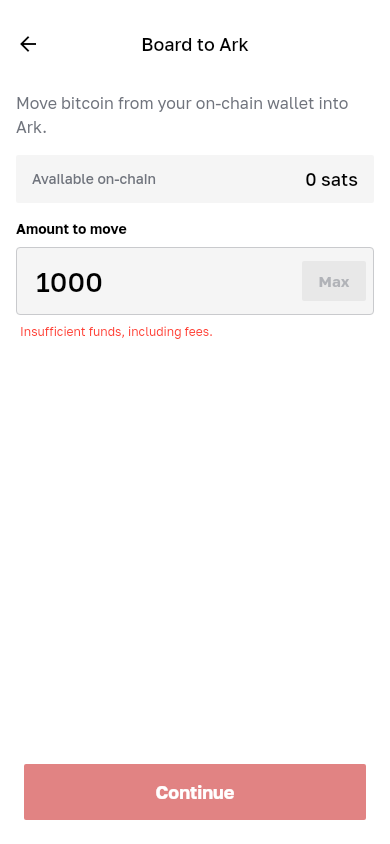 Board to Ark
Move bitcoin from your on-chain wallet into
Ark.
Available on-chain
0 sats
Amount to move
1000
Max
Insufficient funds, including fees.
Continue